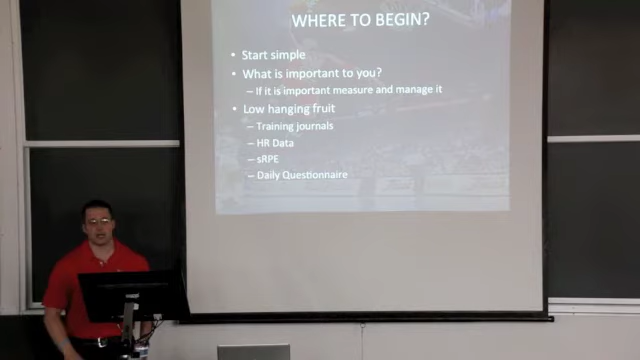 WHERE TO BEGIN?
• Start simple
• What is important to you?
– If it is important measure and manage it
• Low hanging fruit
– Training journals
– HR Data
– sRPE
– Daily Questionnaire